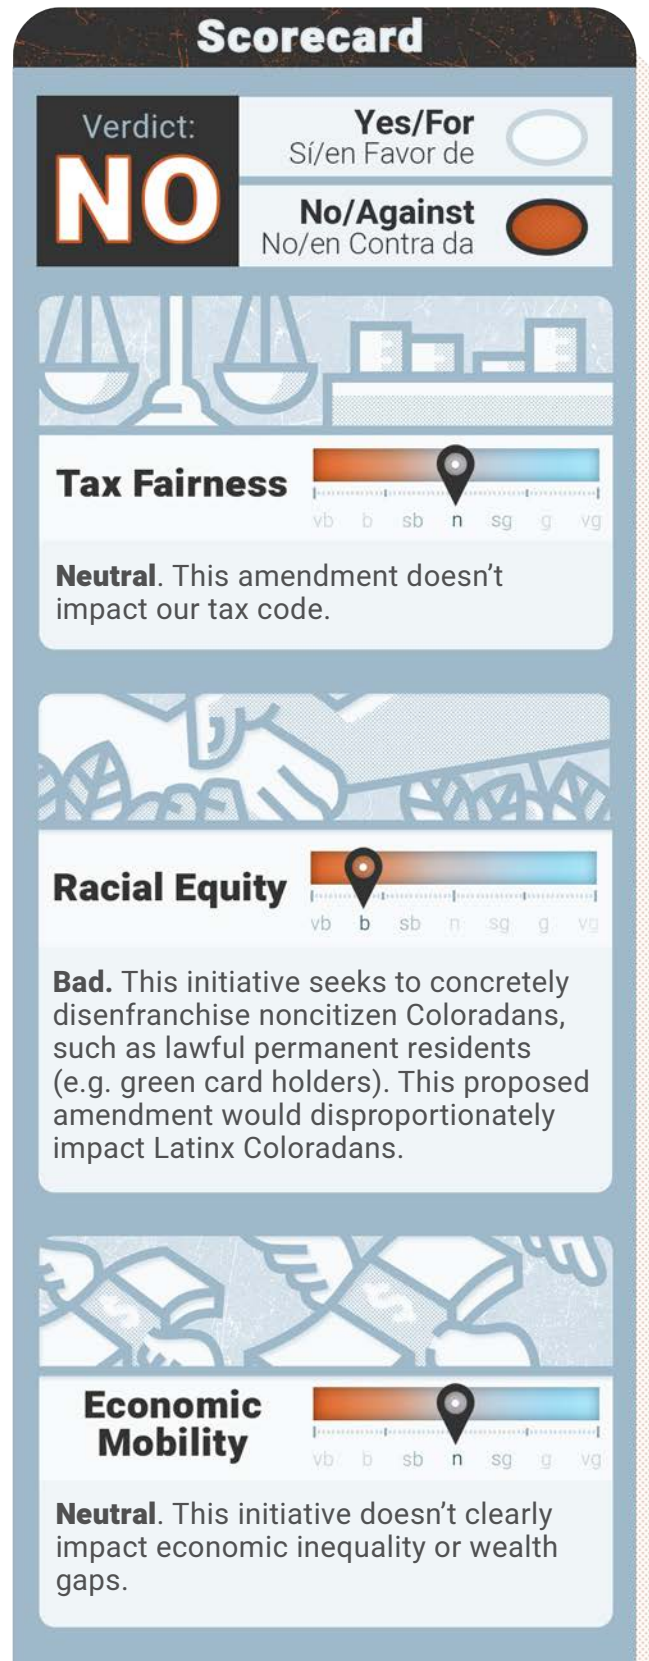 Scorecard
Verdict:
NO
Yes/For
Sí/en Favor de
No/Against
No/en Contra da
Tax Fairness
vb b sb n sg g vg
Neutral. This amendment doesn’t
impact our tax code.
Racial Equity
vb b sb n sg g vg
Bad. This initiative seeks to concretely
disenfranchise noncitizen Coloradans,
such as lawful permanent residents
(e.g. green card holders). This proposed
amendment would disproportionately
impact Latinx Coloradans.
$ $
Economic
Mobility
vb b sb n sg g vg
Neutral. This initiative doesn’t clearly
impact economic inequality or wealth
gaps.